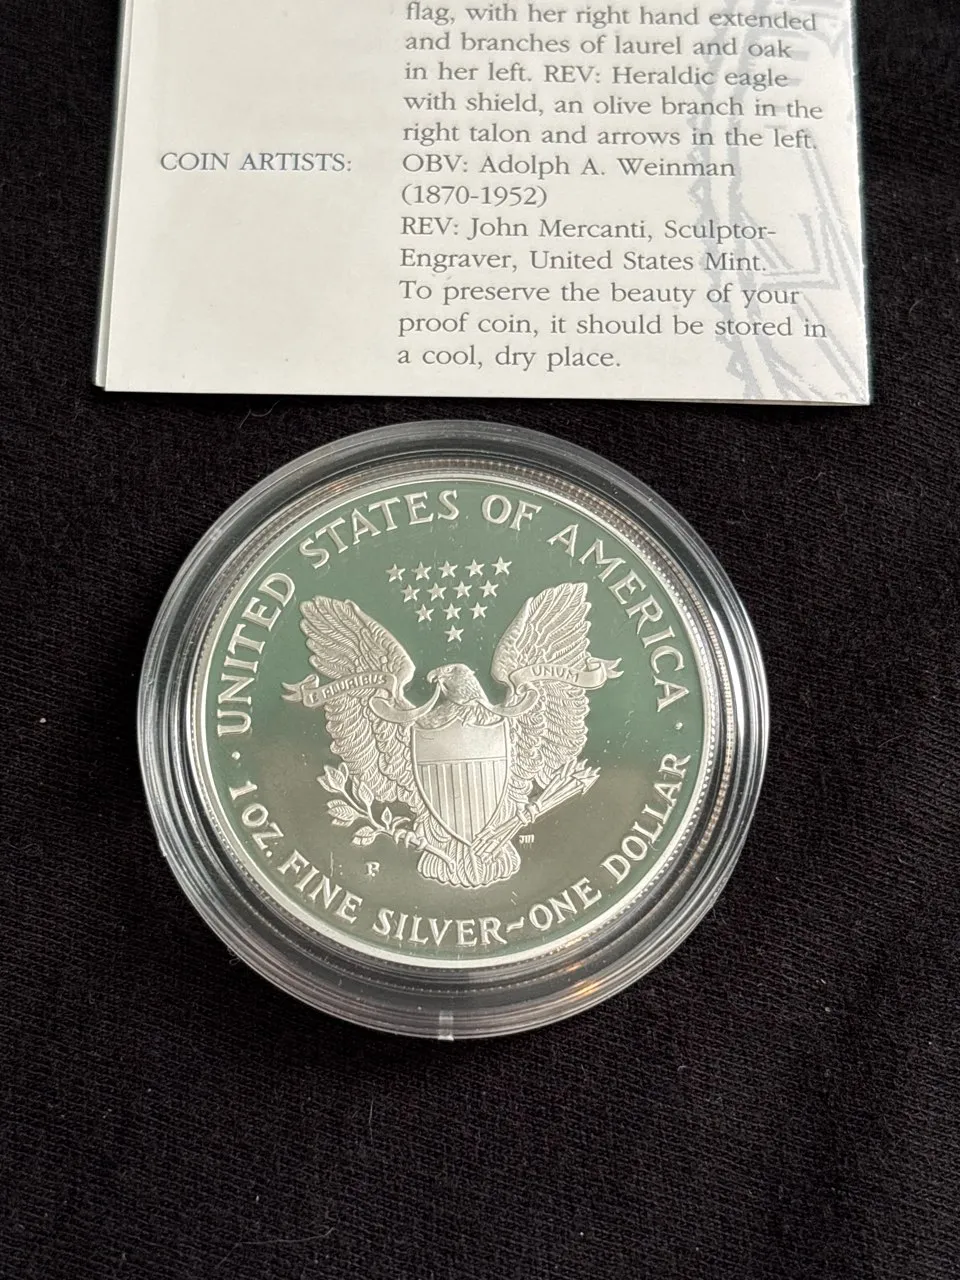 flag, with her right hand extended
and branches of laurel and oak
in her left. REV: Heraldic eagle
with shield, an olive branch in the
right talon and arrows in the left.
COIN ARTISTS: OBV: Adolph A. Weinman
(1870-1952)
REV: John Mercanti, Sculptor-
Engraver, United States Mint.
To preserve the beauty of your
proof coin, it should be stored in
a cool, dry place.
UNITED STATES OF AMERICA
E PLURIBUS UNUM
JM
P
1 OZ. FINE SILVER~ONE DOLLAR